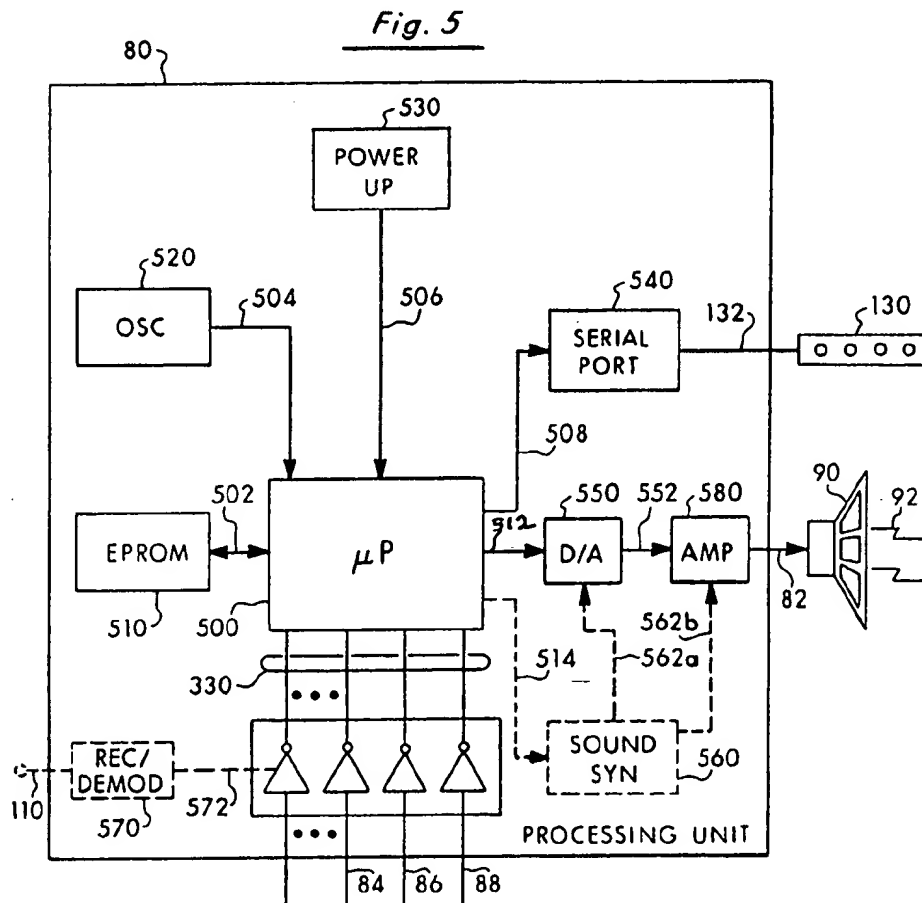 Fig. 5
80
530
POWER
UP
520
OSC
504
506
540
SERIAL
PORT
132
130
508
502
EPROM
510
500
µP
512
550
D/A
552
580
AMP
90
92
82
330
514
562a
562b
SOUND
SYN
560
REC/
DEMOD
110
570
572
PROCESSING UNIT
84
86
88